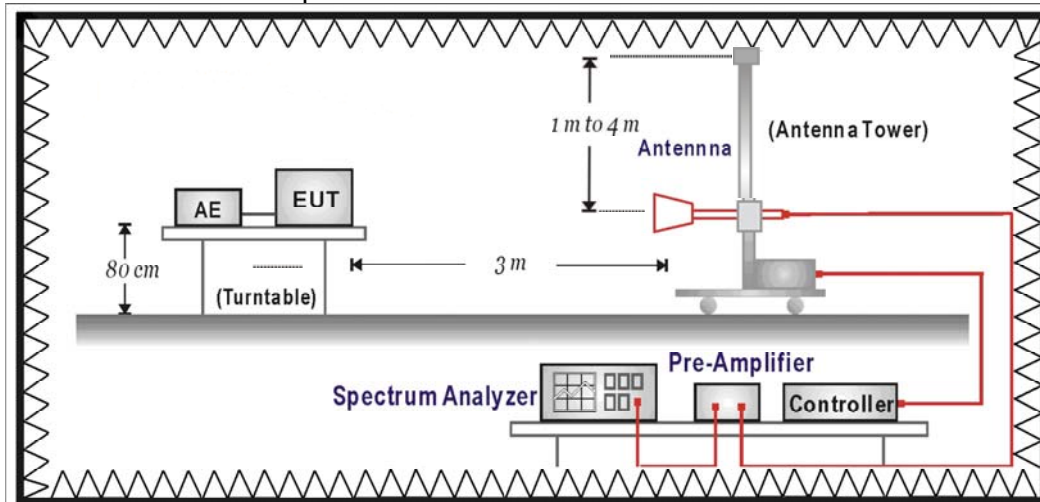 1 m to 4 m
(Antenna Tower)
Antennna
AE
EUT
80 cm
3 m
(Turntable)
Pre-Amplifier
Spectrum Analyzer
Controller